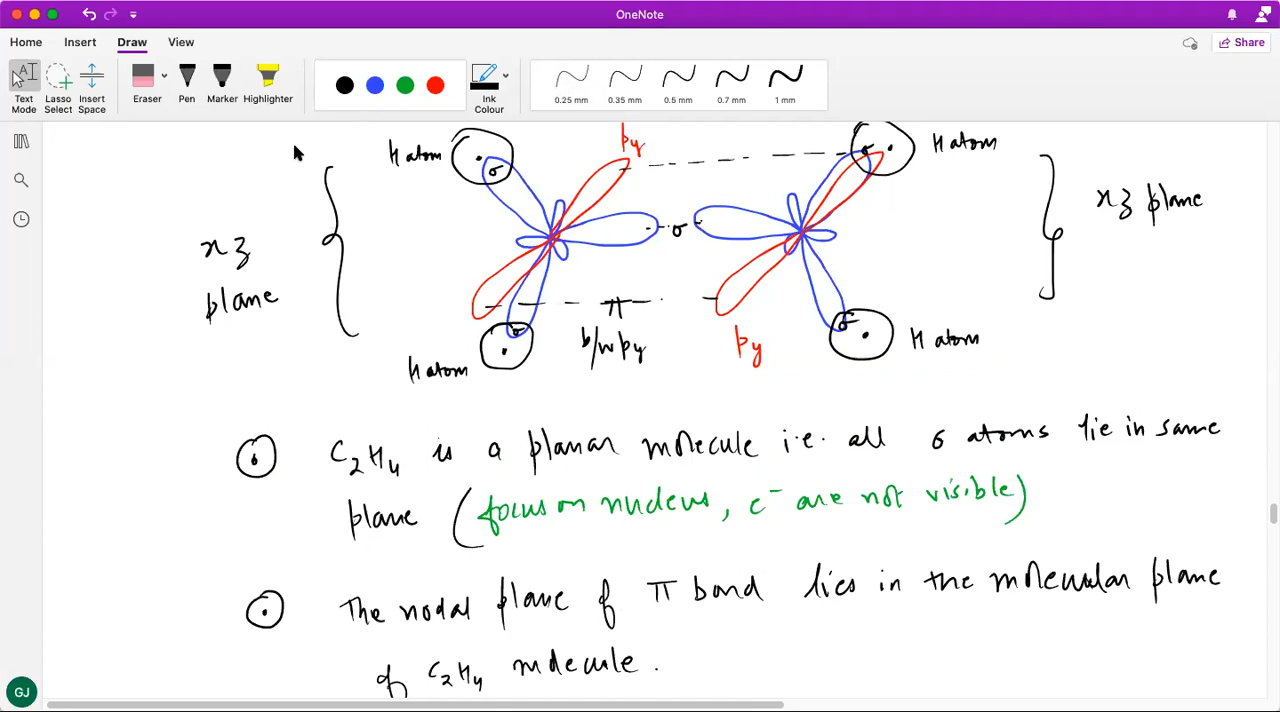 OneNote
Home Insert Draw View
Share
Text Mode
Lasso Select
Insert Space
Eraser
Pen
Marker
Highlighter
Ink Colour
0.25 mm
0.35 mm
0.5 mm
0.7 mm
1 mm
H atom
σ
py
σ
H atom
xz plane
xz
plane
σ
π
b/w py
σ
H atom
py
σ
H atom
C2H4 is a planar molecule i.e. all 6 atoms lie in same
plane (focus on nucleus, e- are not visible)
The nodal plane of π bond lies in the molecular plane
of C2H4 molecule.
GJ